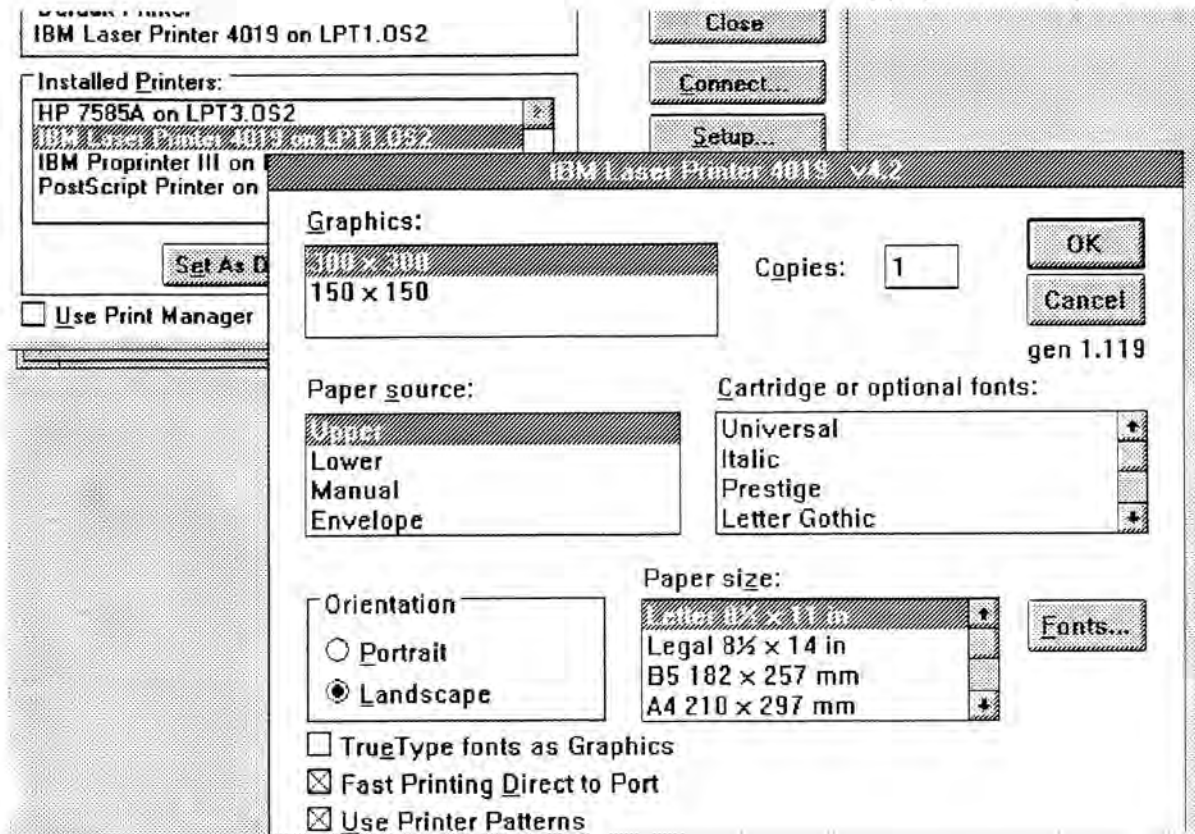 Default Printer
IBM Laser Printer 4019 on LPT1.OS2
Close
Installed Printers:
HP 7585A on LPT3.OS2
IBM Laser Printer 4019 on LPT1.OS2
IBM Proprinter III on
PostScript Printer on
Connect...
Setup...
Set As D
Use Print Manager
IBM Laser Printer 4019 v4.2
Graphics:
300 × 300
150 × 150
Copies: 1
OK
Cancel
gen 1.119
Paper source:
Upper
Lower
Manual
Envelope
Cartridge or optional fonts:
Universal
Italic
Prestige
Letter Gothic
Orientation
Portrait
Landscape
Paper size:
Letter 8½ × 11 in
Legal 8½ × 14 in
B5 182 × 257 mm
A4 210 × 297 mm
Fonts...
TrueType fonts as Graphics
Fast Printing Direct to Port
Use Printer Patterns